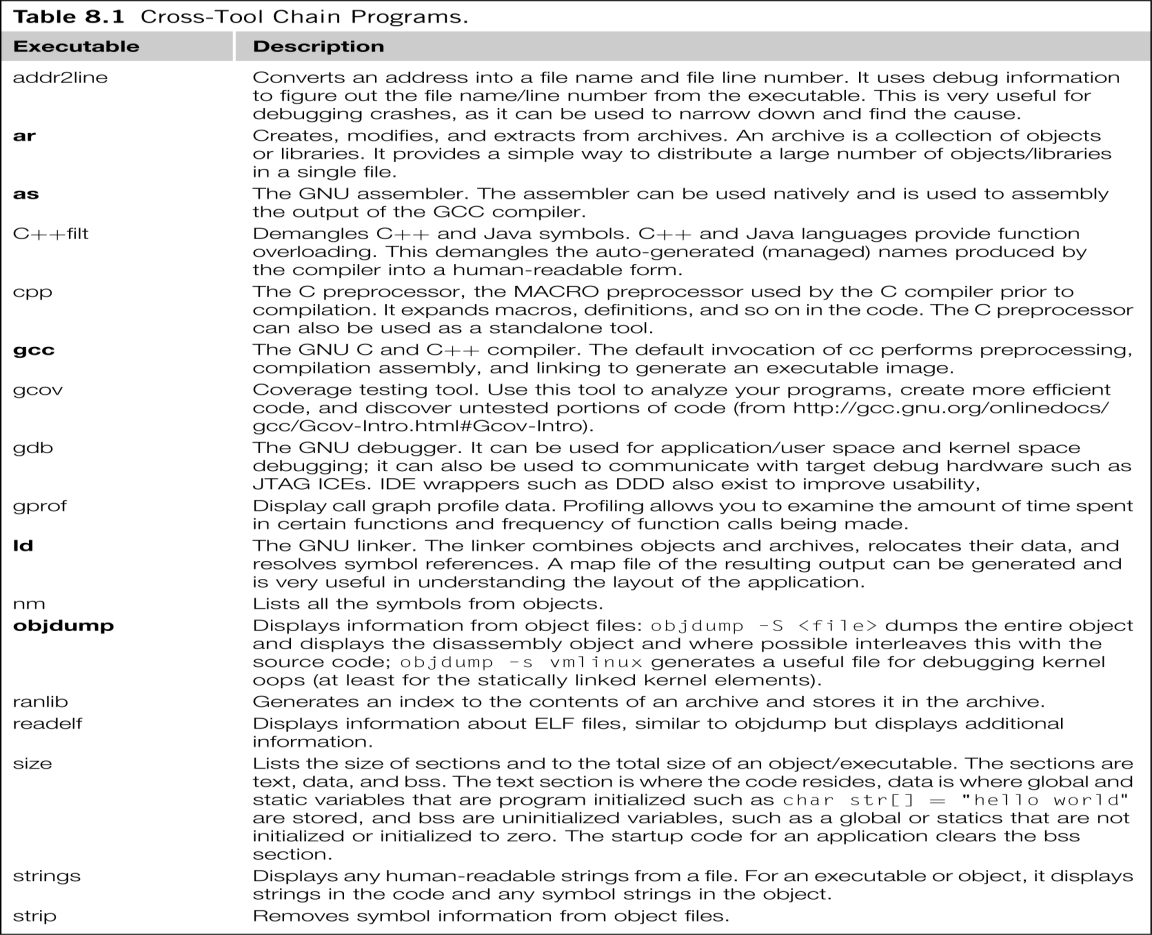 Table 8.1 Cross-Tool Chain Programs.
Executable Description
addr2line Converts an address into a file name and file line number. It uses debug information
to figure out the file name/line number from the executable. This is very useful for
debugging crashes, as it can be used to narrow down and find the cause.
ar Creates, modifies, and extracts from archives. An archive is a collection of objects
or libraries. It provides a simple way to distribute a large number of objects/libraries
in a single file.
as The GNU assembler. The assembler can be used natively and is used to assembly
the output of the GCC compiler.
C++filt Demangles C++ and Java symbols. C++ and Java languages provide function
overloading. This demangles the auto-generated (managed) names produced by
the compiler into a human-readable form.
cpp The C preprocessor, the MACRO preprocessor used by the C compiler prior to
compilation. It expands macros, definitions, and so on in the code. The C preprocessor
can also be used as a standalone tool.
gcc The GNU C and C++ compiler. The default invocation of cc performs preprocessing,
compilation assembly, and linking to generate an executable image.
gcov Coverage testing tool. Use this tool to analyze your programs, create more efficient
code, and discover untested portions of code (from http://gcc.gnu.org/onlinedocs/
gcc/Gcov-Intro.html#Gcov-Intro).
gdb The GNU debugger. It can be used for application/user space and kernel space
debugging; it can also be used to communicate with target debug hardware such as
JTAG ICEs. IDE wrappers such as DDD also exist to improve usability,
gprof Display call graph profile data. Profiling allows you to examine the amount of time spent
in certain functions and frequency of function calls being made.
ld The GNU linker. The linker combines objects and archives, relocates their data, and
resolves symbol references. A map file of the resulting output can be generated and
is very useful in understanding the layout of the application.
nm Lists all the symbols from objects.
objdump Displays information from object files: objdump -S <file> dumps the entire object
and displays the disassembly object and where possible interleaves this with the
source code; objdump -s vmlinux generates a useful file for debugging kernel
oops (at least for the statically linked kernel elements).
ranlib Generates an index to the contents of an archive and stores it in the archive.
readelf Displays information about ELF files, similar to objdump but displays additional
information.
size Lists the size of sections and to the total size of an object/executable. The sections are
text, data, and bss. The text section is where the code resides, data is where global and
static variables that are program initialized such as char str[] = "hello world"
are stored, and bss are uninitialized variables, such as a global or statics that are not
initialized or initialized to zero. The startup code for an application clears the bss
section.
strings Displays any human-readable strings from a file. For an executable or object, it displays
strings in the code and any symbol strings in the object.
strip Removes symbol information from object files.